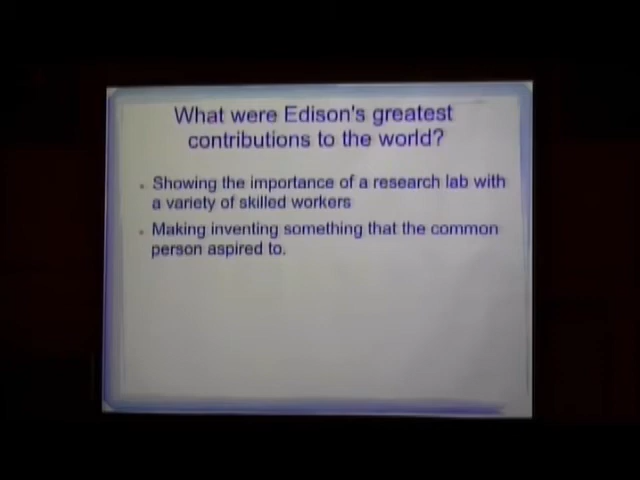 What were Edison's greatest
contributions to the world?
Showing the importance of a research lab with
a variety of skilled workers
Making inventing something that the common
person aspired to.